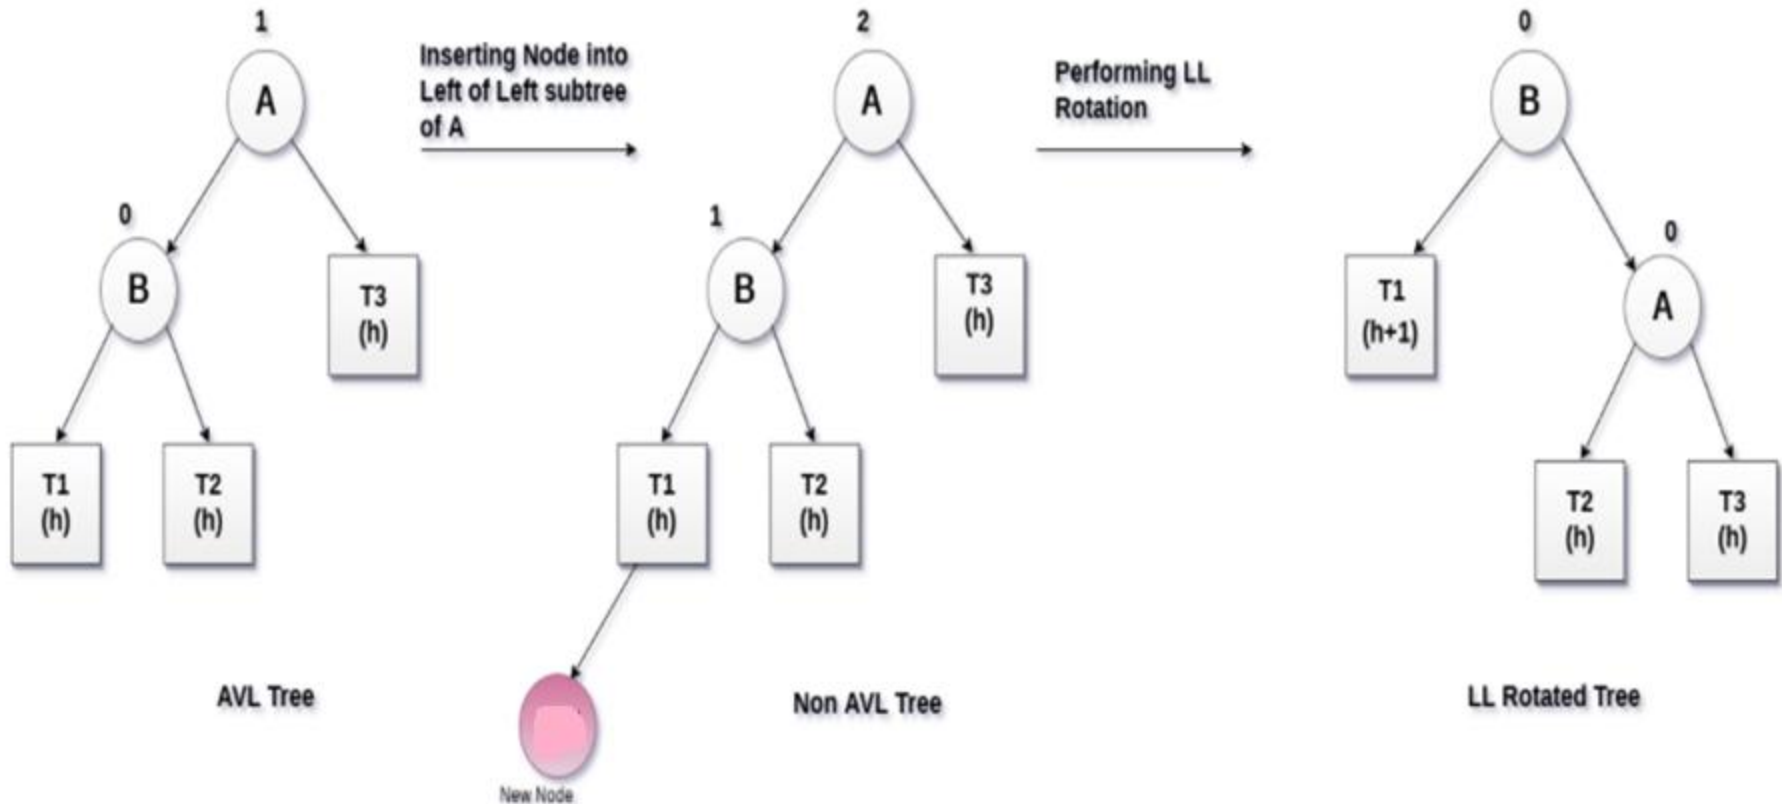 1
A
0
B
T3
(h)
T1
(h)
T2
(h)
AVL Tree
Inserting Node into
Left of Left subtree
of A
2
A
1
B
T3
(h)
T1
(h)
T2
(h)
New Node
Non AVL Tree
Performing LL
Rotation
0
B
T1
(h+1)
0
A
T2
(h)
T3
(h)
LL Rotated Tree